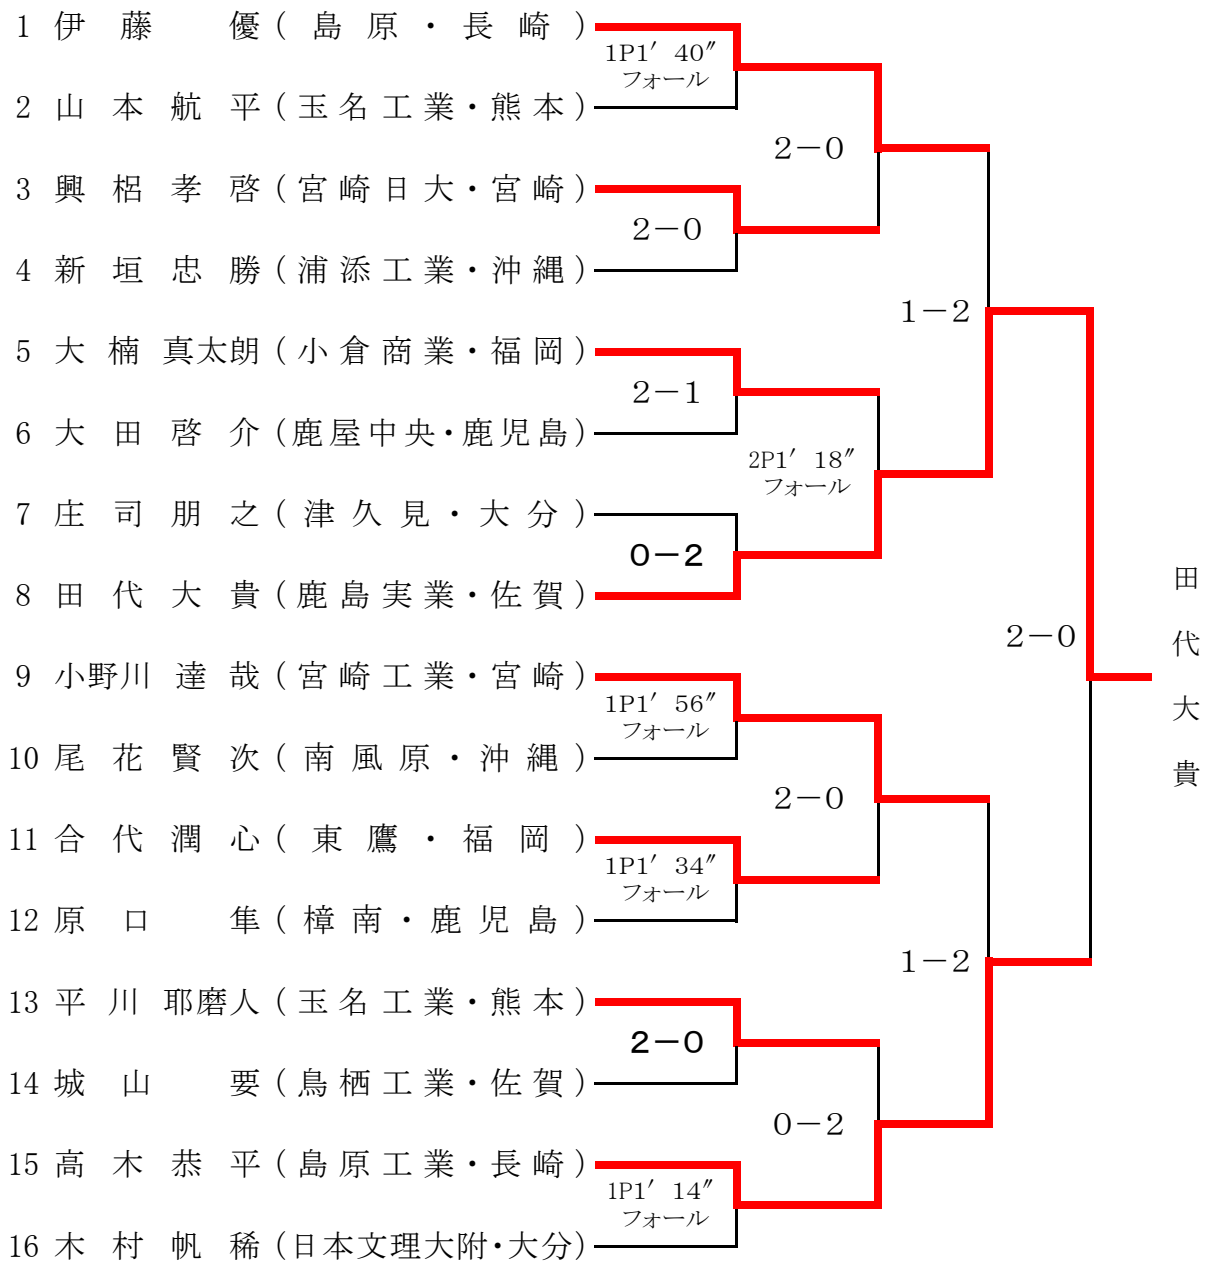 1 伊藤 優(島原・長崎)
1P1′40″
フォール
2 山本航平(玉名工業・熊本)
2－0
3 興梠孝啓(宮崎日大・宮崎)
2－0
4 新垣忠勝(浦添工業・沖縄)
1－2
5 大楠真太朗(小倉商業・福岡)
2－1
6 大田啓介(鹿屋中央・鹿児島)
2P1′18″
フォール
7 庄司朋之(津久見・大分)
0－2
8 田代大貴(鹿島実業・佐賀)
2－0
田代大貴
9 小野川達哉(宮崎工業・宮崎)
1P1′56″
フォール
10 尾花賢次(南風原・沖縄)
2－0
11 合代潤心(東鷹・福岡)
1P1′34″
フォール
12 原口 隼(樟南・鹿児島)
1－2
13 平川耶磨人(玉名工業・熊本)
2－0
14 城山 要(鳥栖工業・佐賀)
0－2
15 高木恭平(島原工業・長崎)
1P1′14″
フォール
16 木村帆稀(日本文理大附・大分)